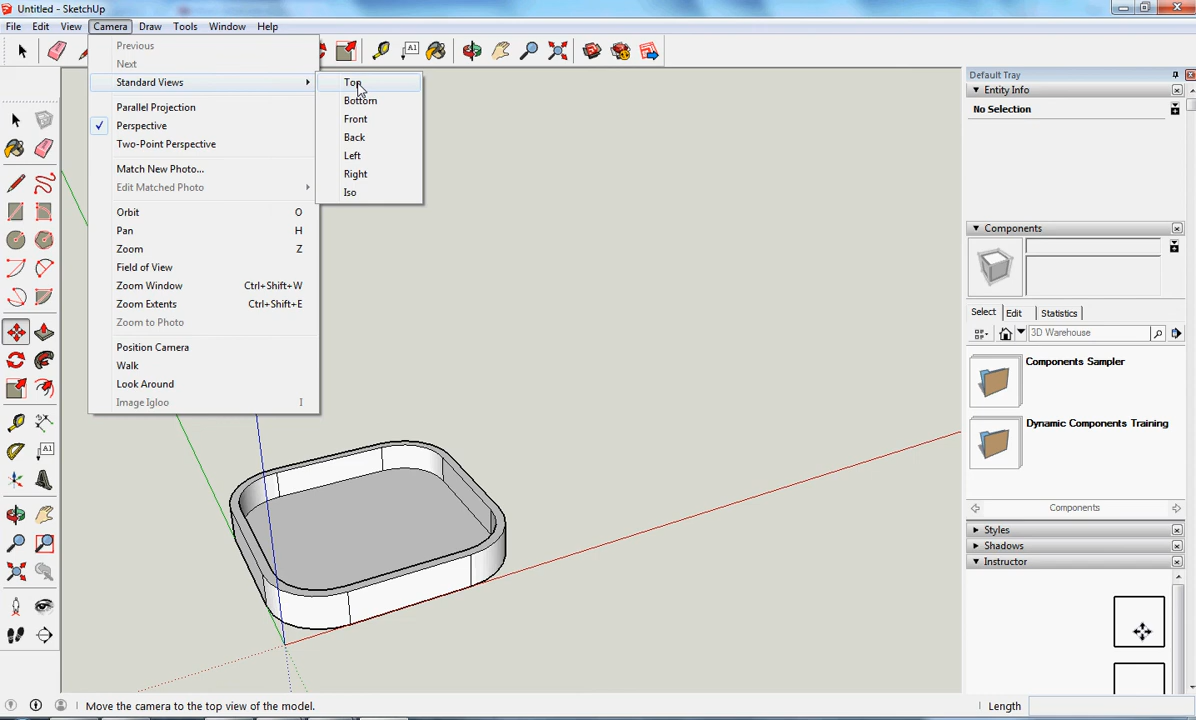 Untitled - SketchUp
File Edit View Camera Draw Tools Window Help
Previous
Next
Standard Views
Parallel Projection
Perspective
Two-Point Perspective
Match New Photo...
Edit Matched Photo
Orbit O
Pan H
Zoom Z
Field of View
Zoom Window Ctrl+Shift+W
Zoom Extents Ctrl+Shift+E
Zoom to Photo
Position Camera
Walk
Look Around
Image Igloo I
Top
Bottom
Front
Back
Left
Right
Iso
A1
A1
Default Tray
Entity Info
No Selection
Components
Select Edit Statistics
3D Warehouse
Components Sampler
Dynamic Components Training
Components
Styles
Shadows
Instructor
Move the camera to the top view of the model.
Length